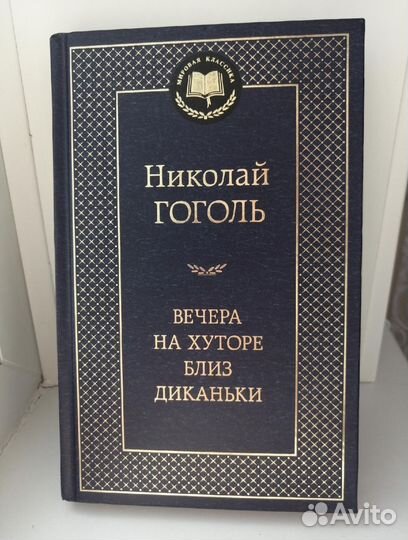 МИРОВАЯ КЛАССИКА
Николай
ГОГОЛЬ
ВЕЧЕРА
НА ХУТОРЕ
БЛИЗ
ДИКАНЬКИ
Avito